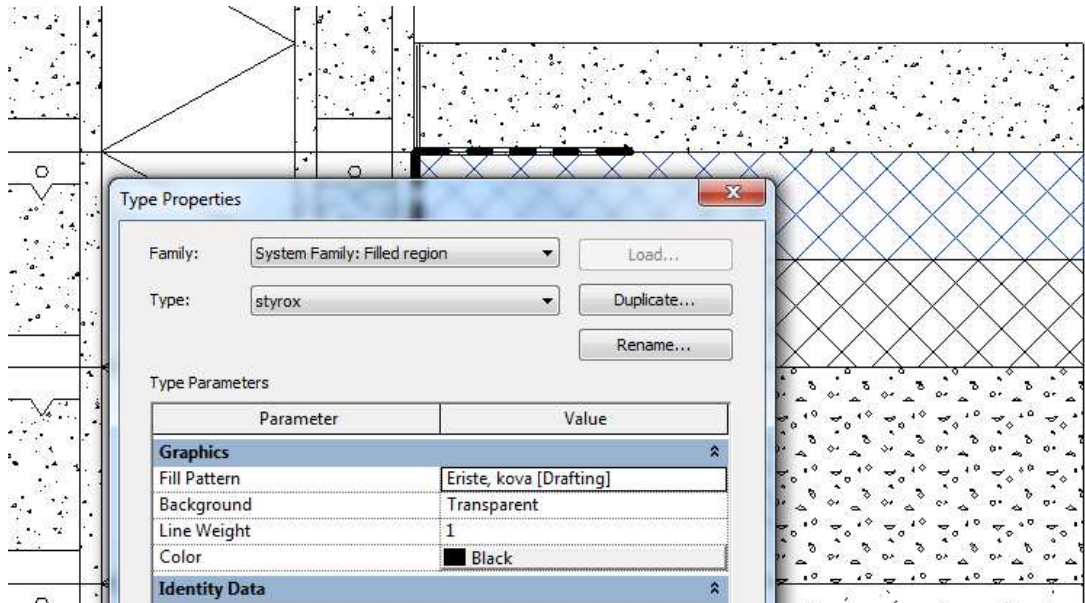 Type Properties
Family: System Family: Filled region Load...
Type: styrox Duplicate...
Rename...
Type Parameters
Parameter Value
Graphics
Fill Pattern Eriste, kova [Drafting]
Background Transparent
Line Weight 1
Color Black
Identity Data